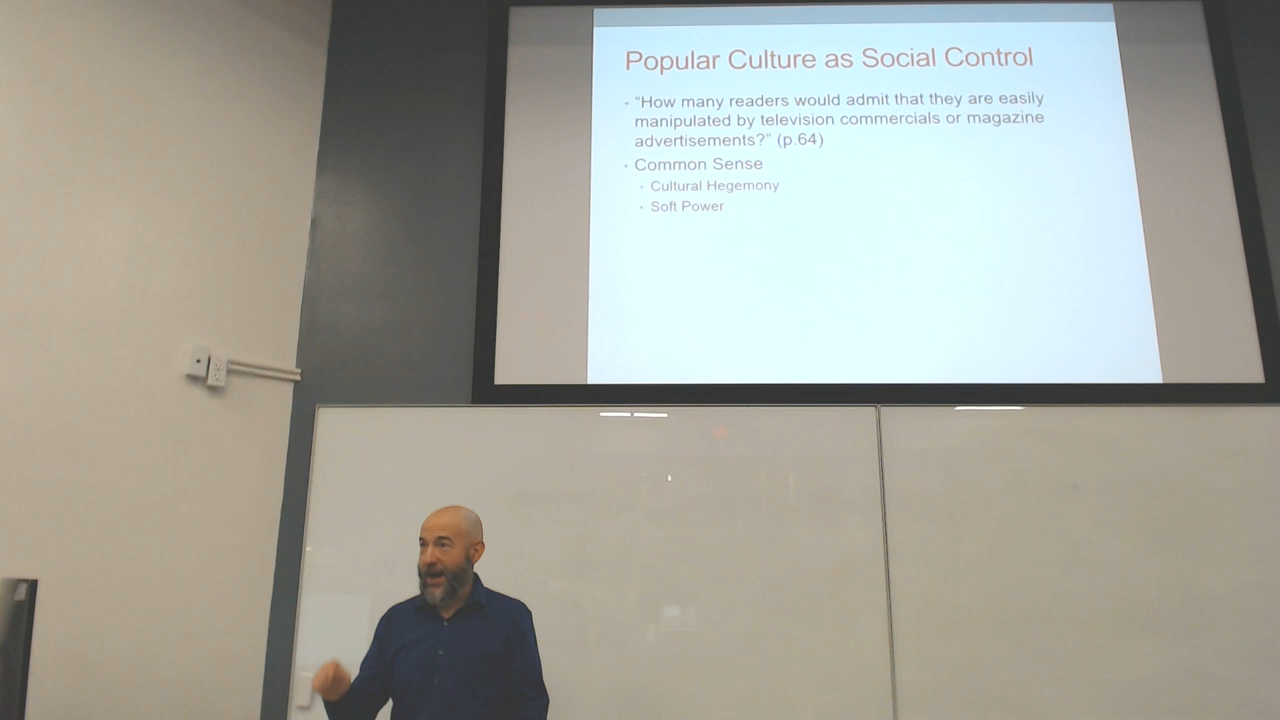 Popular Culture as Social Control
• “How many readers would admit that they are easily
manipulated by television commercials or magazine
advertisements?” (p.64)
• Common Sense
• Cultural Hegemony
• Soft Power